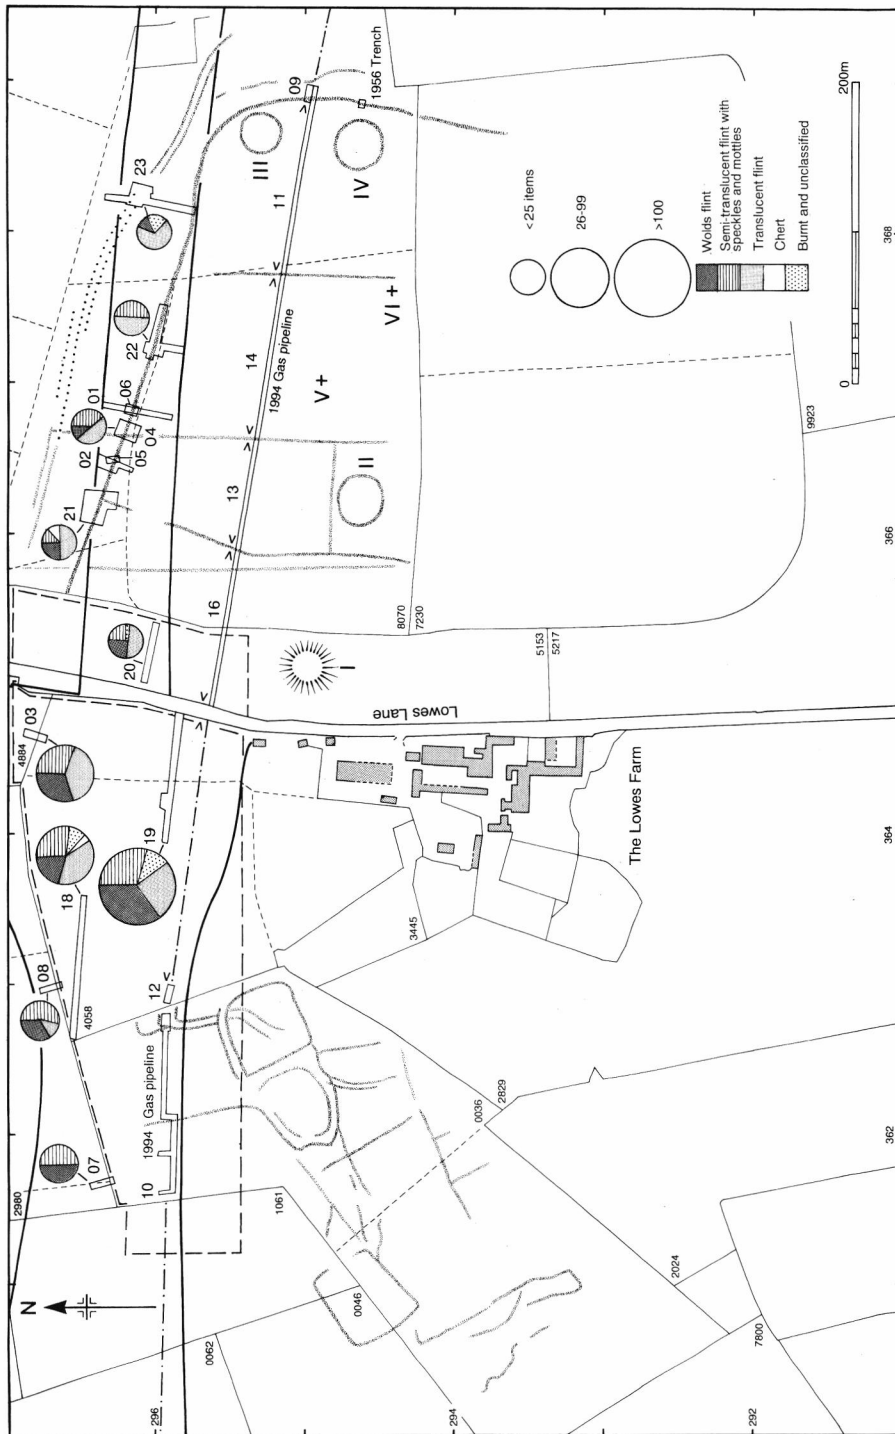 N
2980
07
08
03
4884
18
4058
10
1994 Gas pipeline
12
19
20
21
02
05
04
01
06
22
23
16
13
14
11
09
1994 Gas pipeline
1956 Trench
I
II
III
IV
V +
VI +
0062
0046
1061
3445
0036
2829
2024
7800
8070
7230
5153
5217
9923
Lowes Lane
The Lowes Farm
< 25 items
26-99
>100
Wolds flint
Semi-translucent flint with
speckles and mottles
Translucent flint
Chert
Burnt and unclassified
0
200m
296
294
292
362
364
366
368